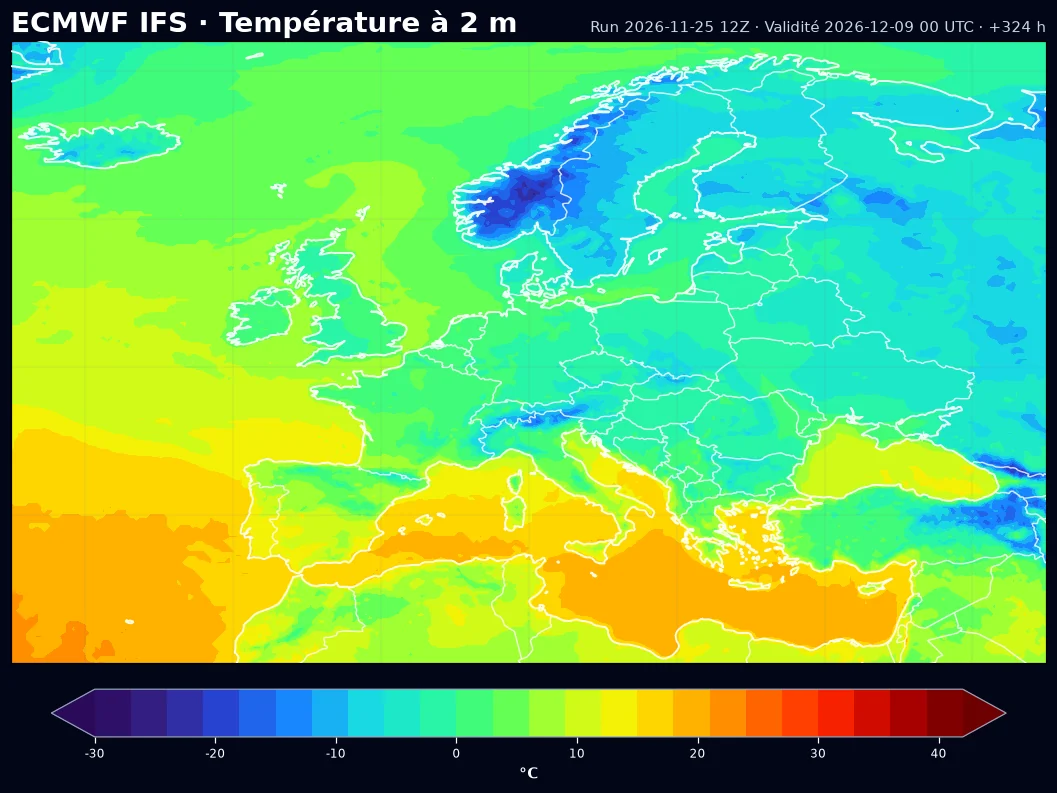 ECMWF IFS · Température à 2 m
Run 2026-11-25 12Z · Validité 2026-12-09 00 UTC · +324 h
-30 -20 -10 0 10 20 30 40
°C